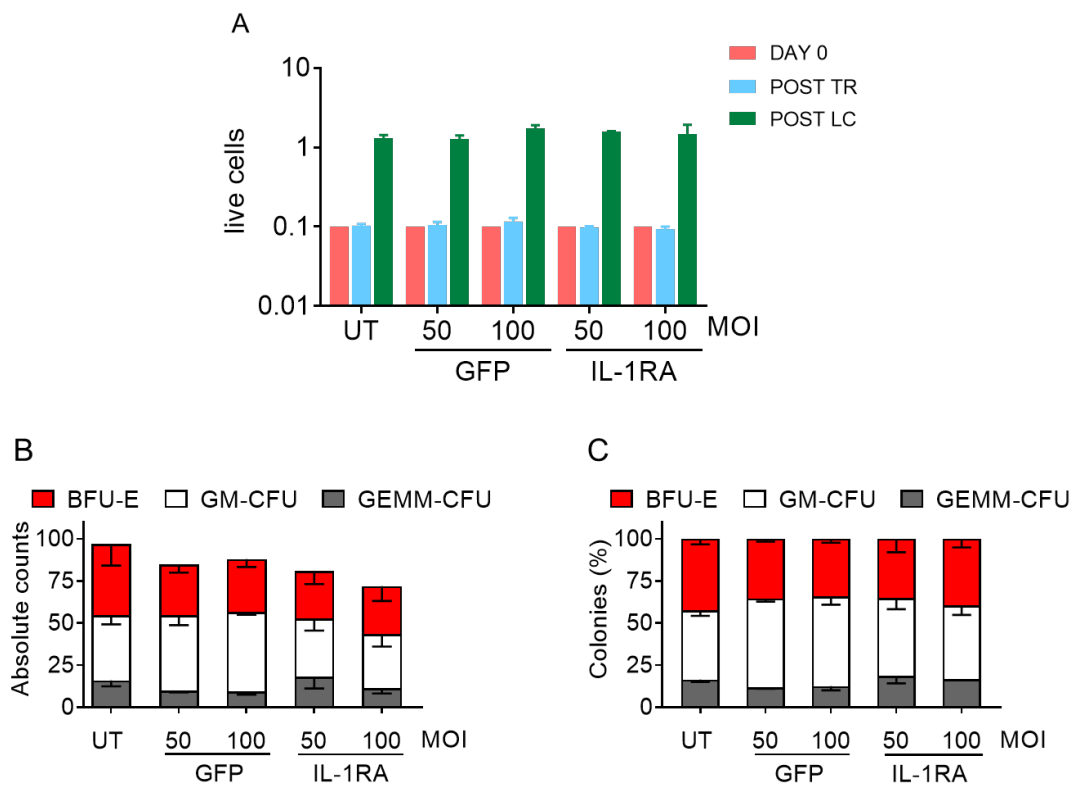 A
DAY 0
POST TR
POST LC
live cells
10
1
0.1
0.01
UT 50 100 50 100 MOI
GFP IL-1RA
B
BFU-E GM-CFU GEMM-CFU
Absolute counts
100
75
50
25
0
UT 50 100 50 100 MOI
GFP IL-1RA
C
BFU-E GM-CFU GEMM-CFU
Colonies (%)
100
75
50
25
0
UT 50 100 50 100 MOI
GFP IL-1RA